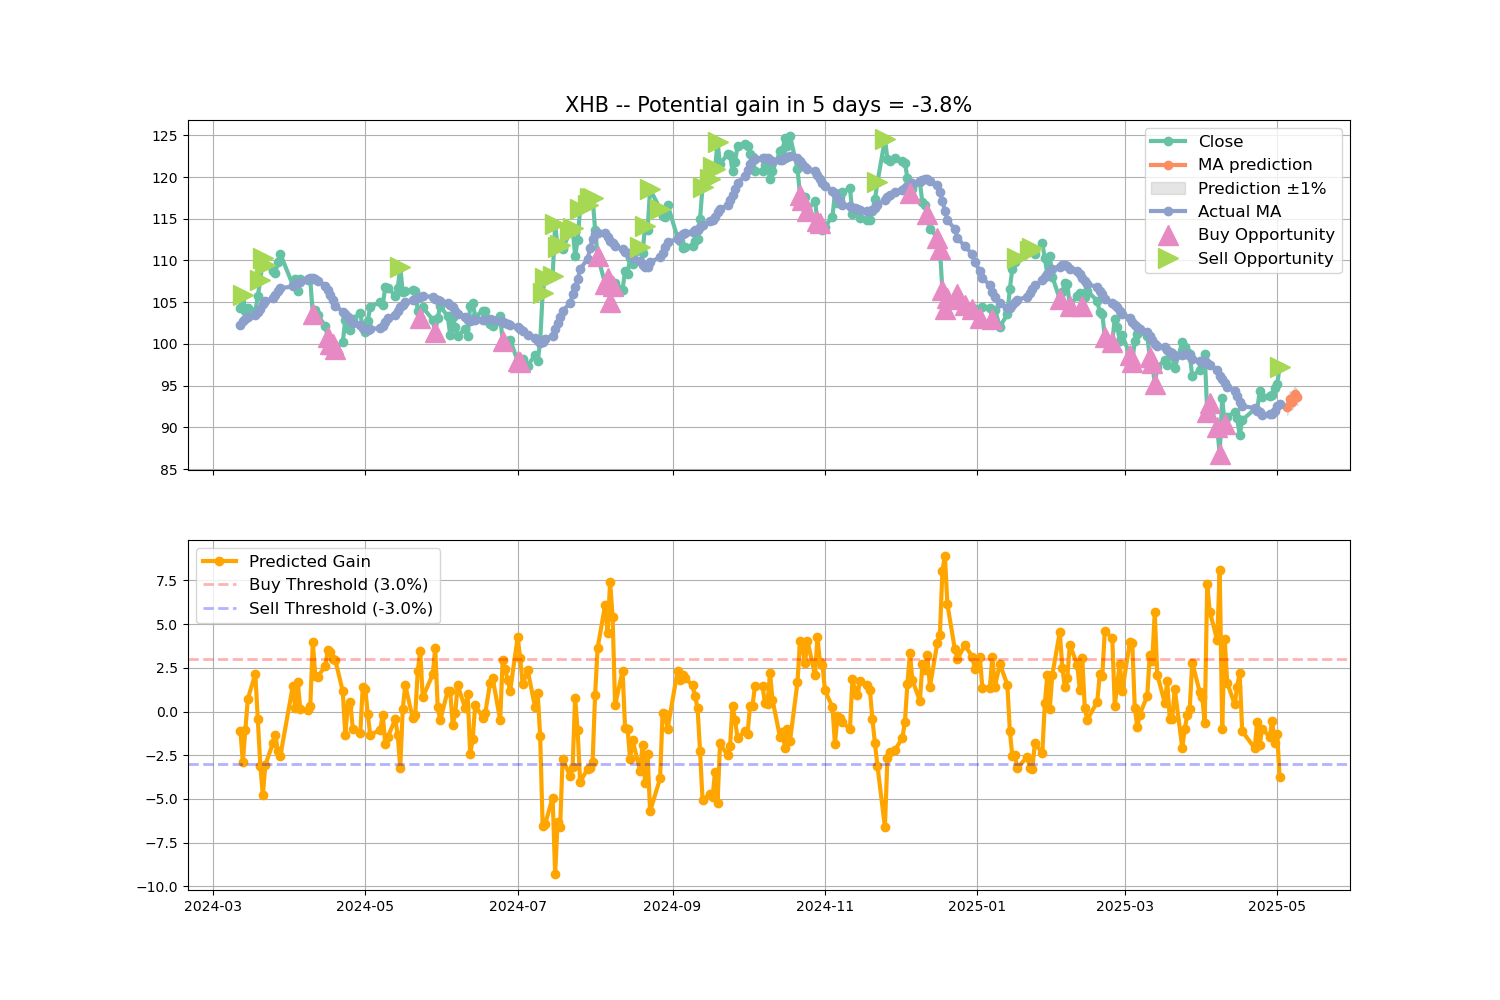 XHB -- Potential gain in 5 days = -3.8%
125
120
115
110
105
100
95
90
85
Close
MA prediction
Prediction ±1%
Actual MA
Buy Opportunity
Sell Opportunity
7.5
5.0
2.5
0.0
−2.5
−5.0
−7.5
−10.0
Predicted Gain
Buy Threshold (3.0%)
Sell Threshold (-3.0%)
2024-03
2024-05
2024-07
2024-09
2024-11
2025-01
2025-03
2025-05